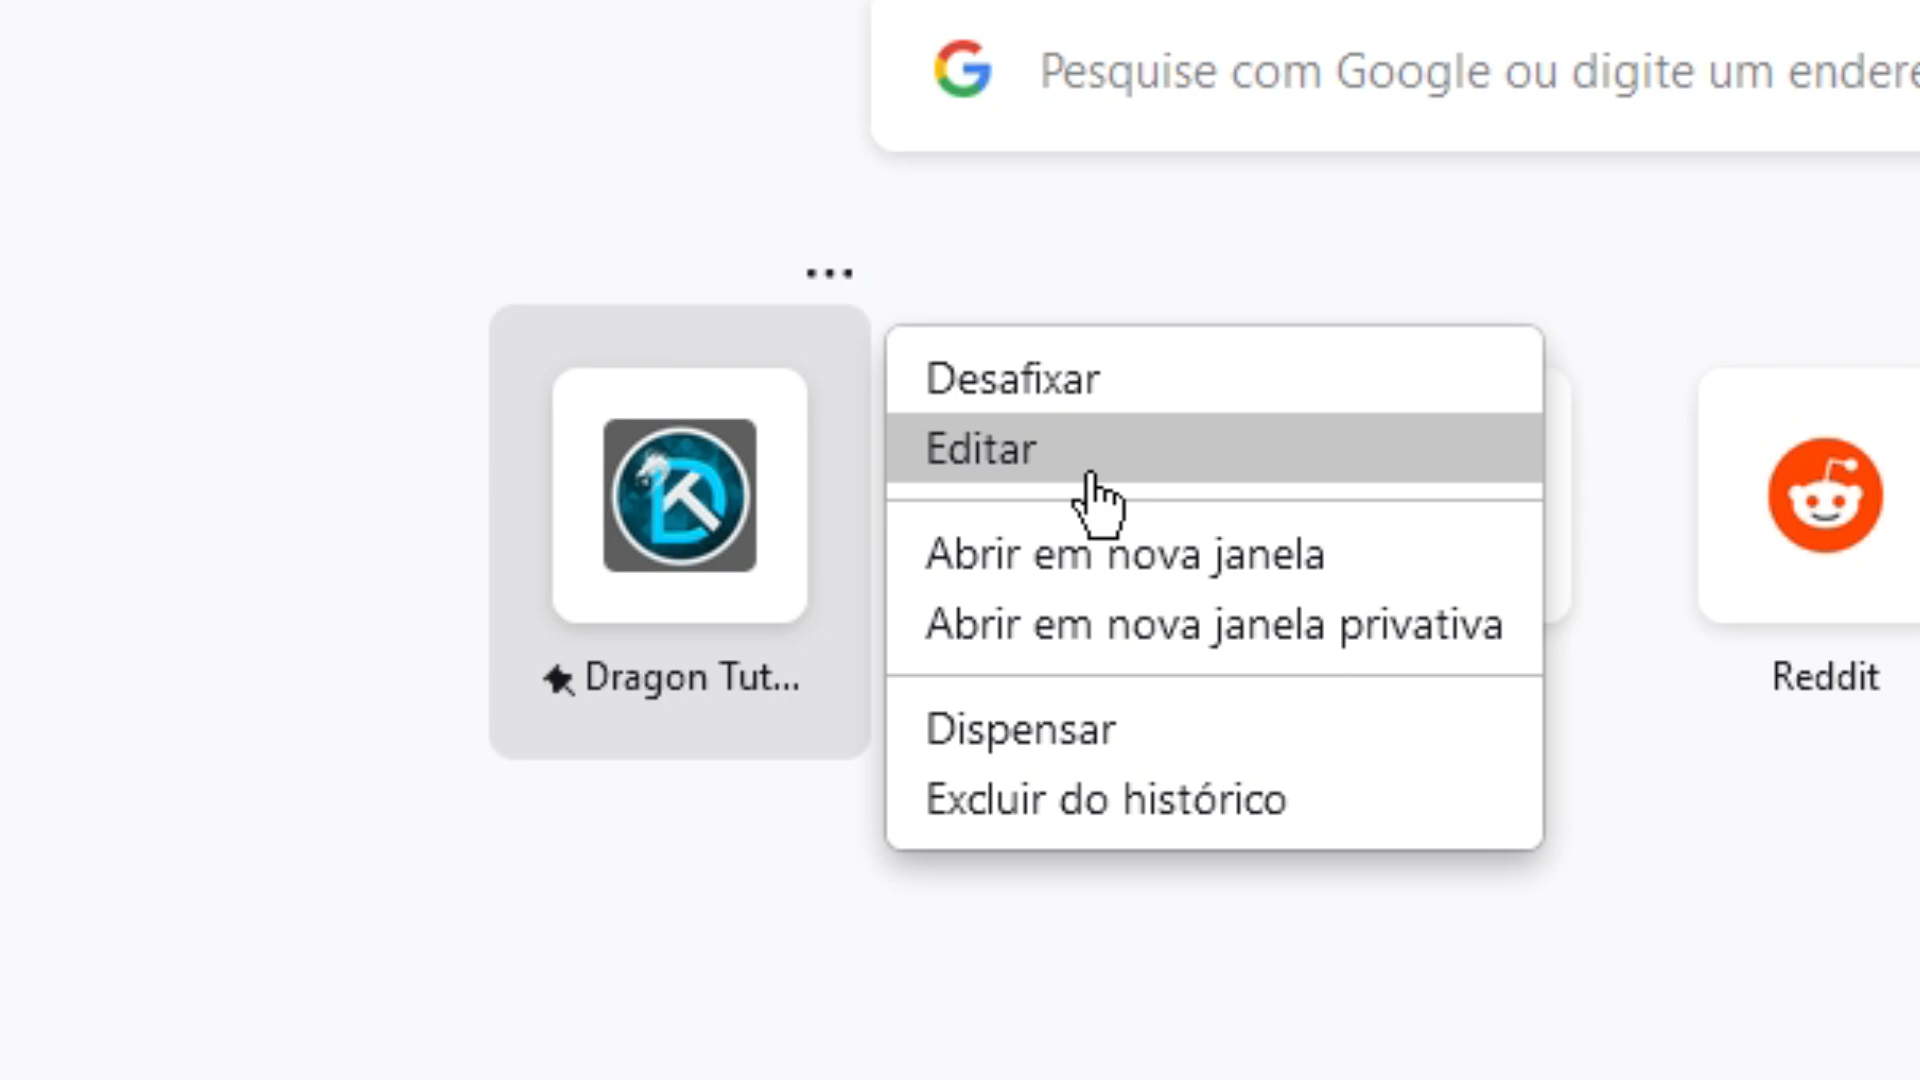 Pesquise com Google ou digite um endere
Desafixar
Editar
Abrir em nova janela
Abrir em nova janela privativa
Dragon Tut...
Reddit
Dispensar
Excluir do histórico